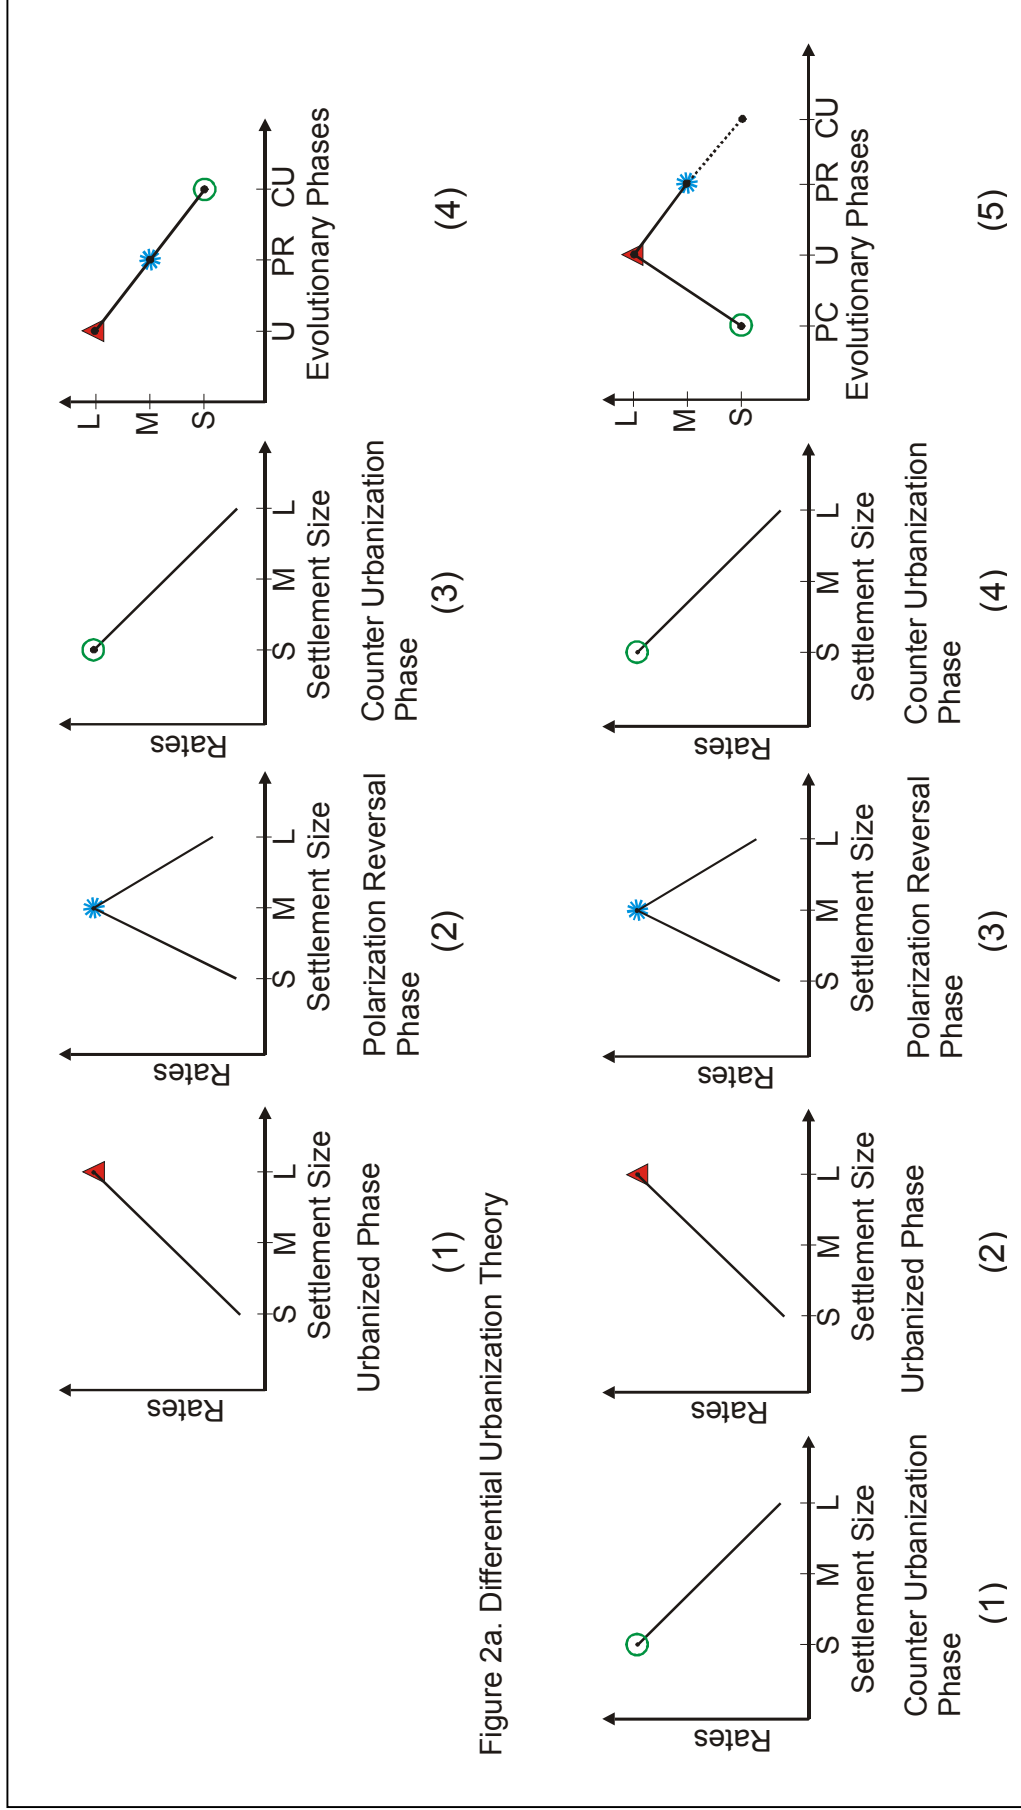 Rates
S M L
Settlement Size
Urbanized Phase
(1)
Rates
S M L
Settlement Size
Polarization Reversal
Phase
(2)
Rates
S M L
Settlement Size
Counter Urbanization
Phase
(3)
L
M
S
U PR CU
Evolutionary Phases
(4)
Figure 2a. Differential Urbanization Theory
Rates
S M L
Settlement Size
Counter Urbanization
Phase
(1)
Rates
S M L
Settlement Size
Urbanized Phase
(2)
Rates
S M L
Settlement Size
Polarization Reversal
Phase
(3)
Rates
S M L
Settlement Size
Counter Urbanization
Phase
(4)
L
M
S
PC U PR CU
Evolutionary Phases
(5)